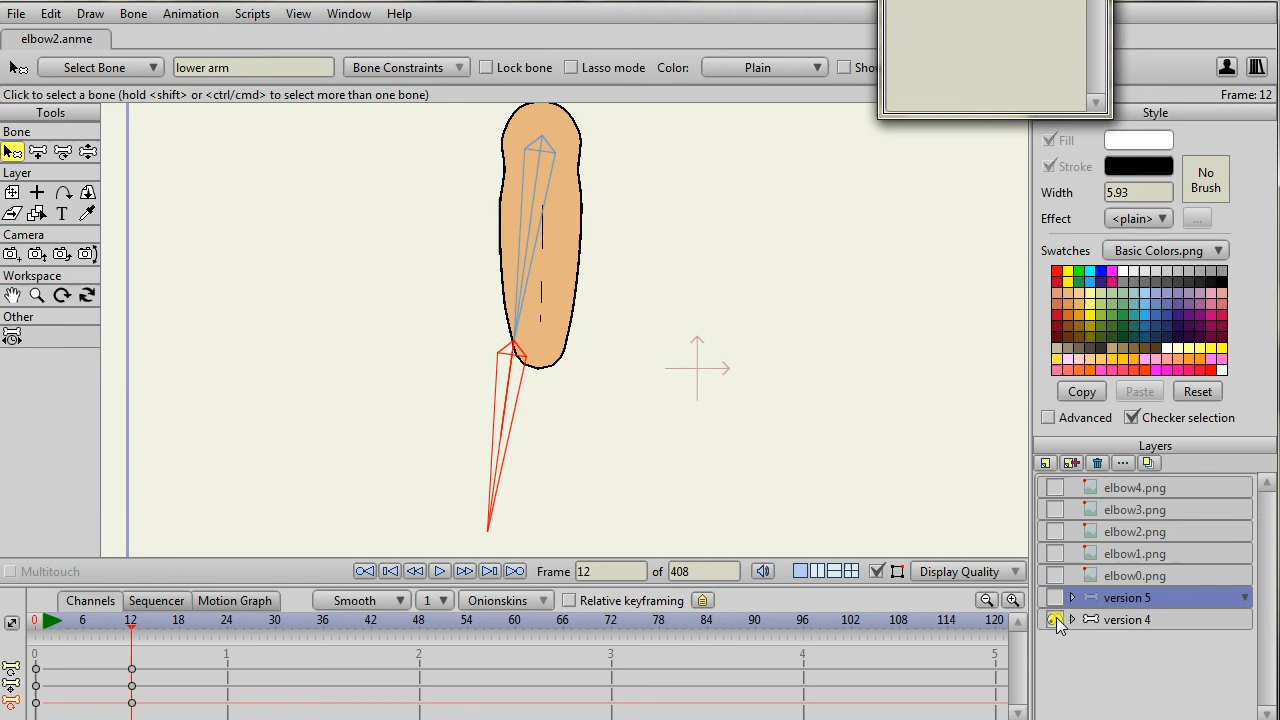 File Edit Draw Bone Animation Scripts View Window Help
elbow2.anme
Select Bone lower arm Bone Constraints Lock bone Lasso mode Color: Plain Sho
Click to select a bone (hold <shift> or <ctrl/cmd> to select more than one bone) Frame: 12
Tools
Bone
Layer
Camera
Workspace
Other
Style
Fill
Stroke
Width 5.93
No
Brush
Effect <plain> ...
Swatches Basic Colors.png
Copy Paste Reset
Advanced Checker selection
Layers
elbow4.png
elbow3.png
elbow2.png
elbow1.png
elbow0.png
version 5
version 4
Multitouch Frame 12 of 408 Display Quality
Channels Sequencer Motion Graph Smooth 1 Onionskins Relative keyframing
0 6 12 18 24 30 36 42 48 54 60 66 72 78 84 90 96 102 108 114 120
0 1 2 3 4 5